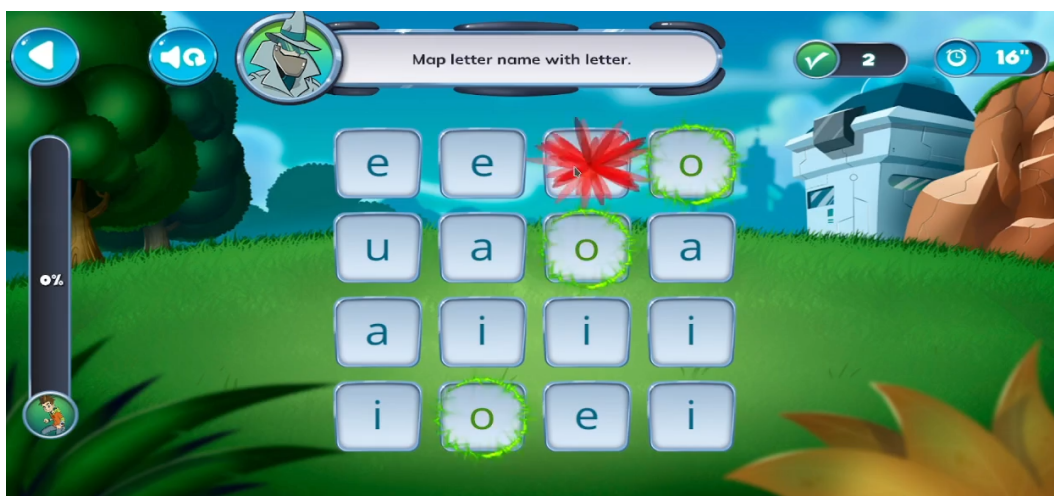 Map letter name with letter.
2
16"
e e o
u a o a
0%
a i i i
i o e i